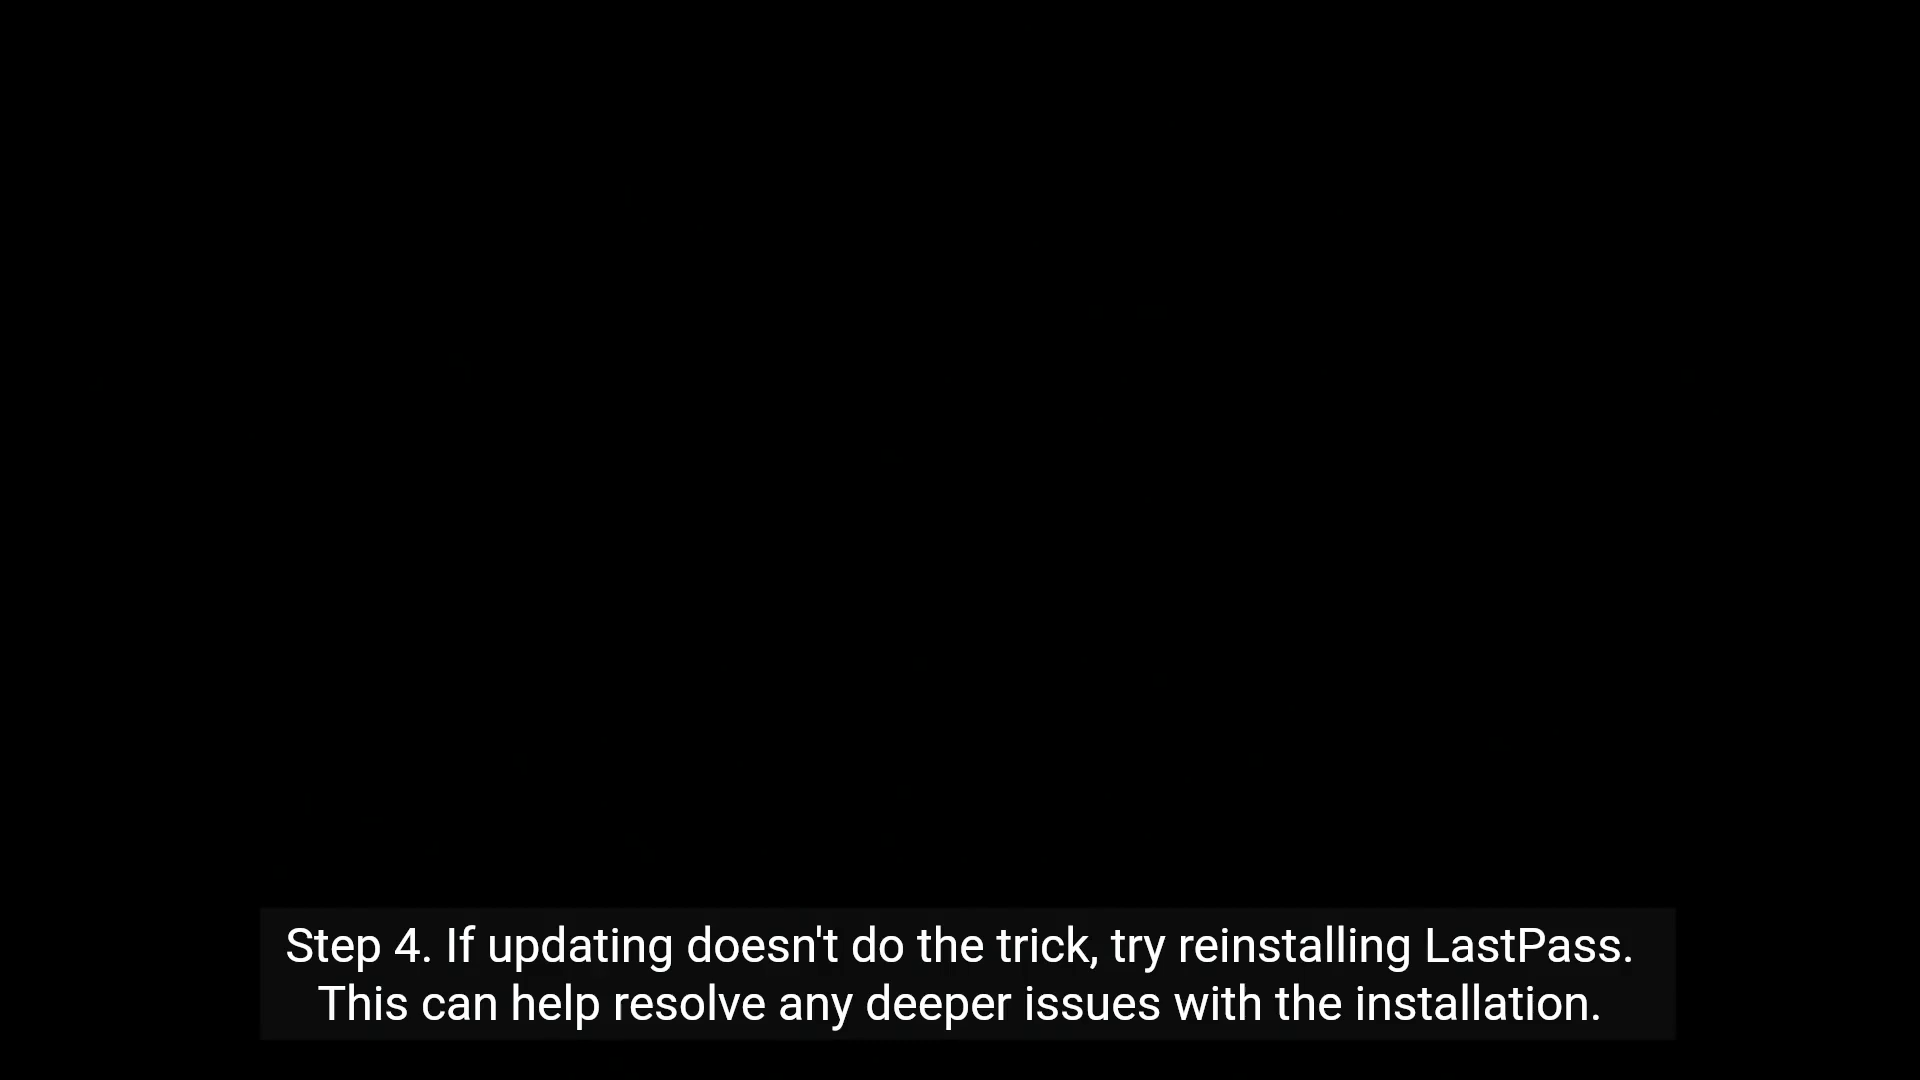 Step 4. If updating doesn't do the trick, try reinstalling LastPass.
This can help resolve any deeper issues with the installation.